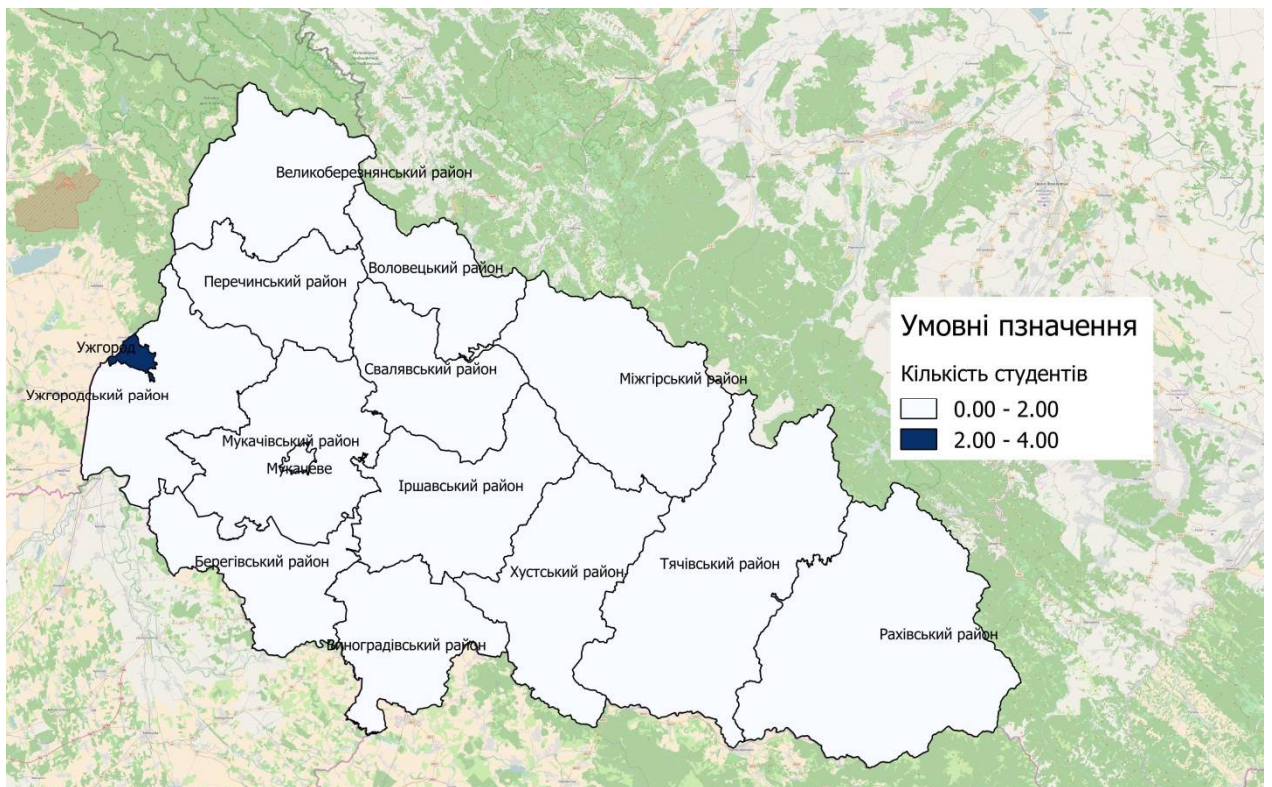 Великоберезнянський район
Перечинський район
Воловецький район
Ужгород
Свалявський район
Міжгірський район
Ужгородський район
Мукачівський район
Мукачеве
Іршавський район
Берегівський район
Хустський район
Тячівський район
Виноградівський район
Рахівський район
Умовні пзначення
Кількість студентів
0.00 - 2.00
2.00 - 4.00